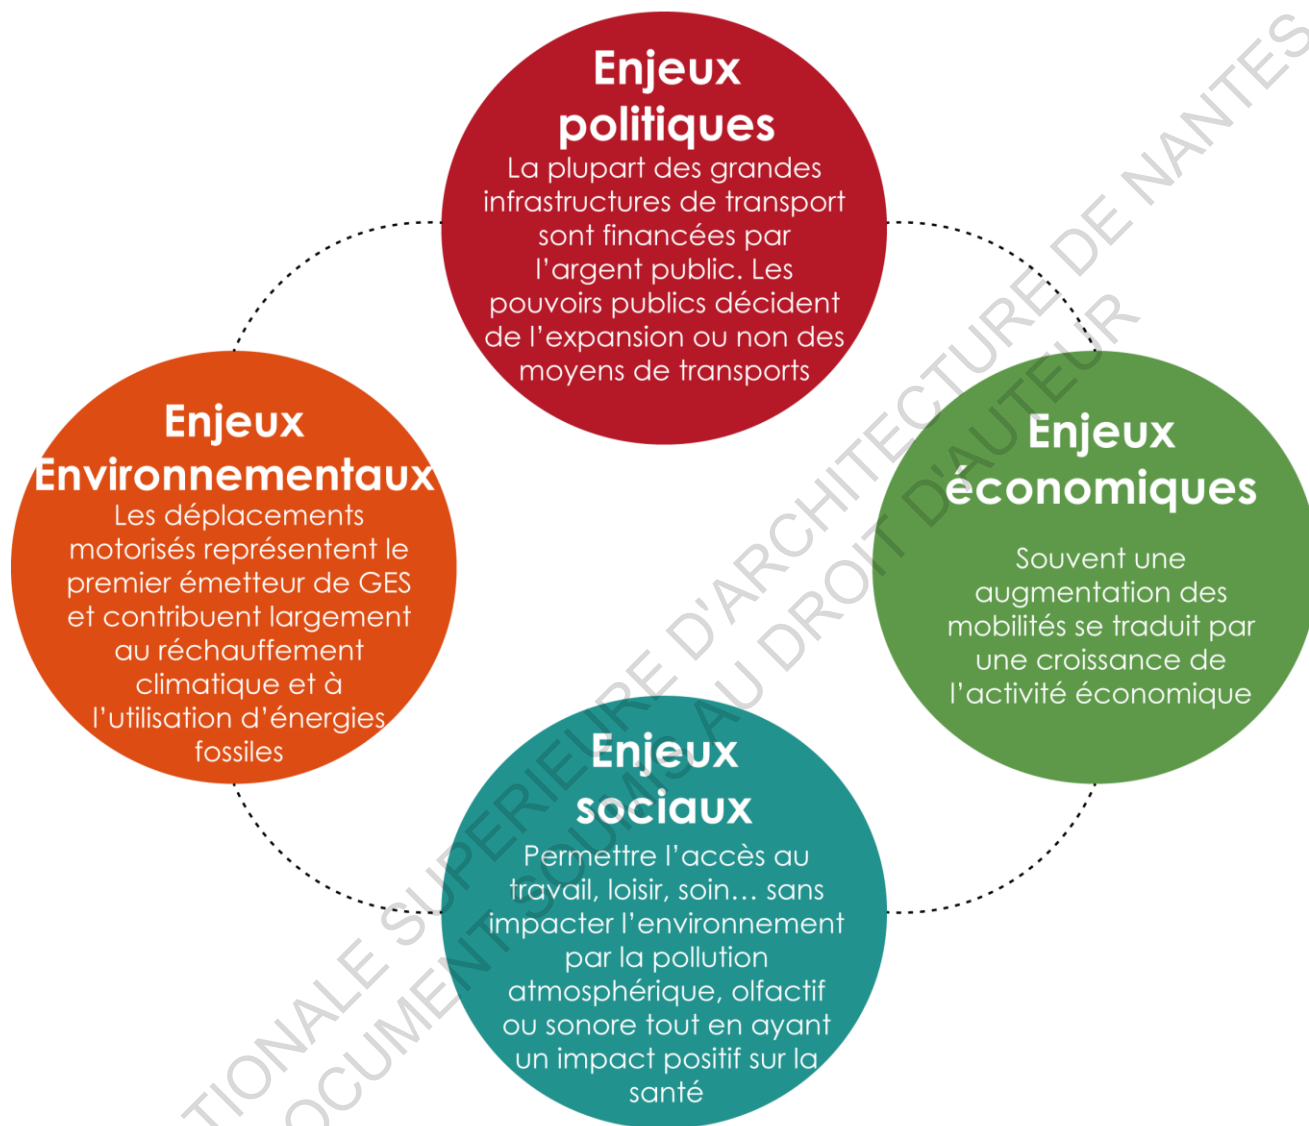 Enjeux
politiques
La plupart des grandes
infrastructures de transport
sont financées par
l'argent public. Les
pouvoirs publics décident
de l'expansion ou non des
moyens de transports
Enjeux
Environnementaux
Les déplacements
motorisés représentent le
premier émetteur de GES
et contribuent largement
au réchauffement
climatique et à
l'utilisation d'énergies
fossiles
Enjeux
économiques
Souvent une
augmentation des
mobilités se traduit par
une croissance de
l'activité économique
Enjeux
sociaux
Permettre l'accès au
travail, loisir, soin... sans
impacter l'environnement
par la pollution
atmosphérique, olfactif
ou sonore tout en ayant
un impact positif sur la
santé
TIONALE SUPERIEURE D'ARCHITECTURE DE NANTES
OCUMENT SOUMIS AU DROIT D'AUTEUR